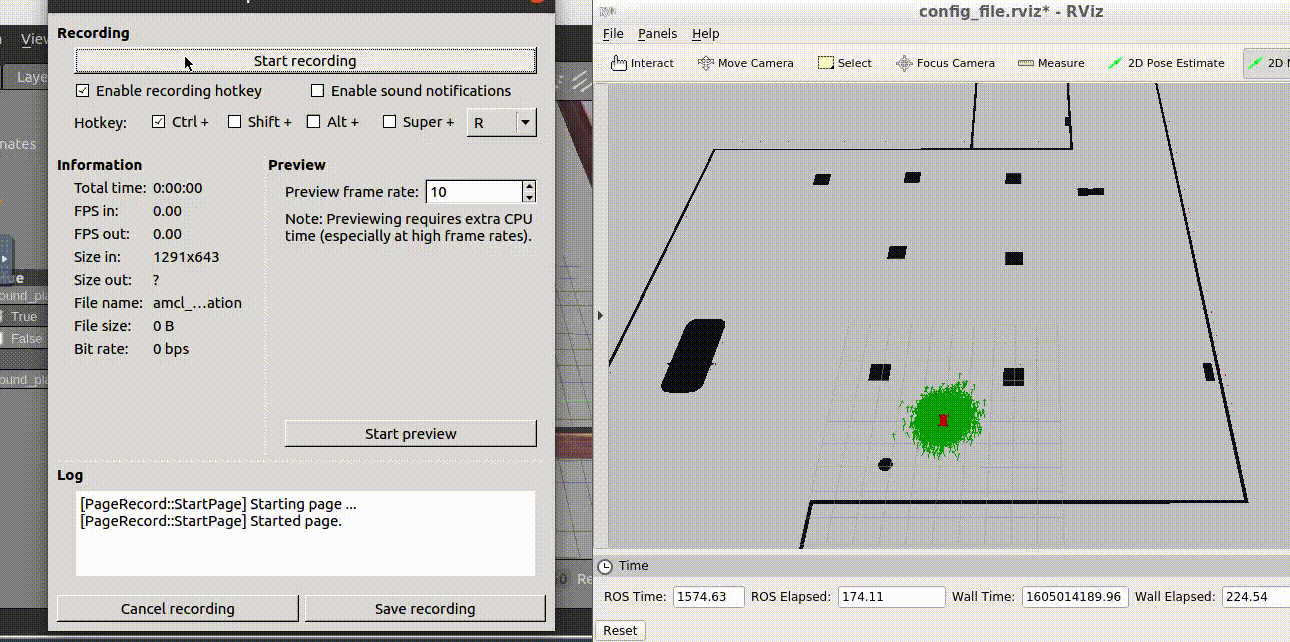 Recording
Start recording
Enable recording hotkey
Enable sound notifications
Hotkey: Ctrl + Shift + Alt + Super + R
Information
Total time: 0:00:00
FPS in: 0.00
FPS out: 0.00
Size in: 1291x643
Size out: ?
File name: amcl_...ation
File size: 0 B
Bit rate: 0 bps
Preview
Preview frame rate: 10
Note: Previewing requires extra CPU
time (especially at high frame rates).
Start preview
Log
[PageRecord::StartPage] Starting page ...
[PageRecord::StartPage] Started page.
Cancel recording
Save recording
View
Laye
nates
ue
ound_pla
True
False
ound_pla
Re
config_file.rviz* - RViz
File Panels Help
Interact Move Camera Select Focus Camera Measure 2D Pose Estimate 2D N
Time
ROS Time: 1574.63 ROS Elapsed: 174.11 Wall Time: 1605014189.96 Wall Elapsed: 224.54
Reset